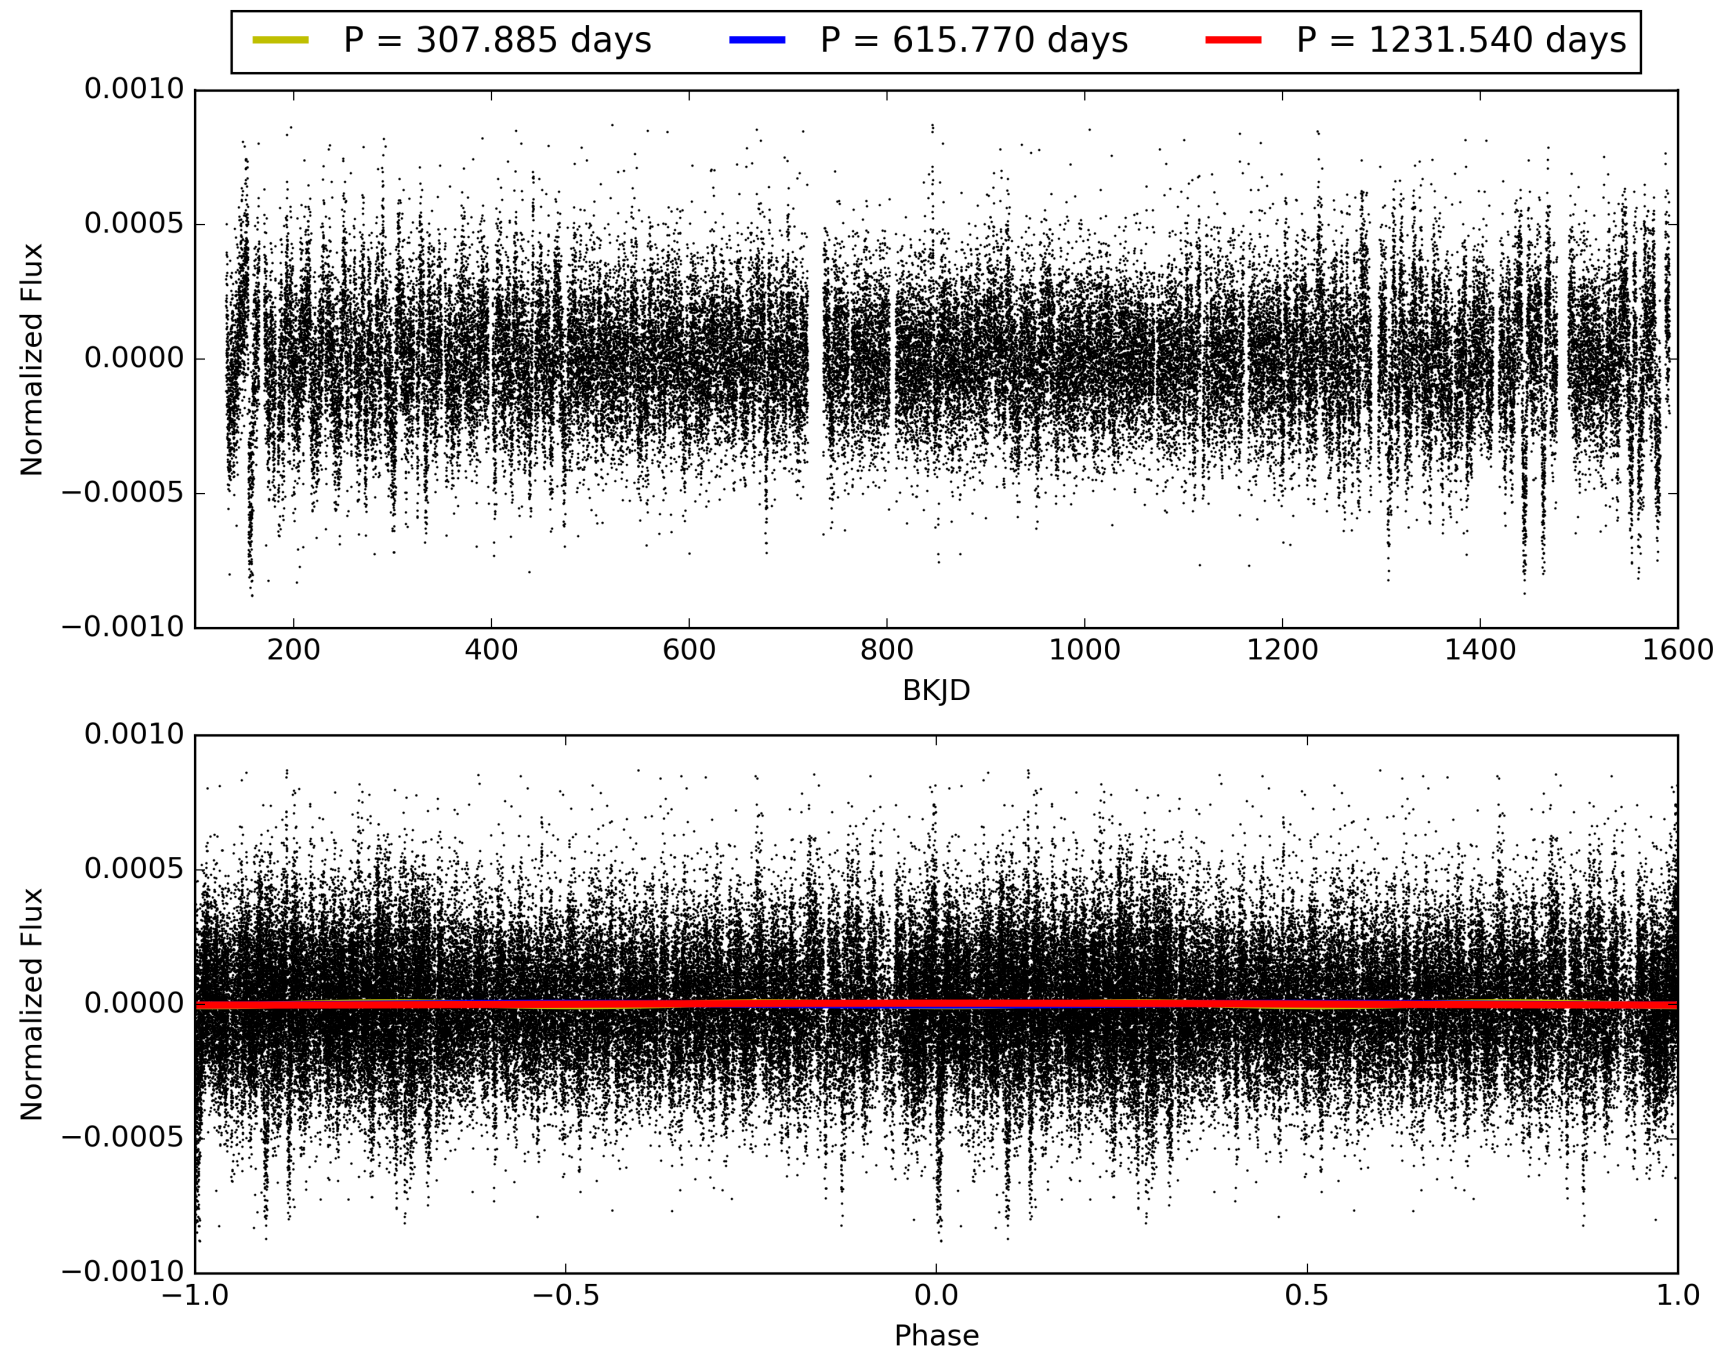 P = 307.885 days P = 615.770 days P = 1231.540 days
0.0010
0.0005
0.0000
−0.0005
−0.0010
Normalized Flux
200 400 600 800 1000 1200 1400 1600
BKJD
0.0010
0.0005
0.0000
−0.0005
−0.0010
Normalized Flux
−1.0 −0.5 0.0 0.5 1.0
Phase